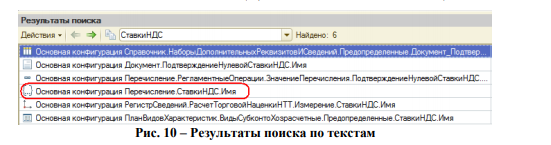 Результаты поиска
Действия СтавкиНДС Найдено: 6
Основная конфигурация Справочник.НаборыДополнительныхРеквизитовИСведений.Предопределенные.Документ_Подтвер...
Основная конфигурация Документ.ПодтверждениеНулевойСтавкиНДС.Имя
Основная конфигурация Перечисление.РегламентныеОперации.ЗначениеПеречисления.ПодтверждениеНулевойСтавкиНДС....
Основная конфигурация Перечисление.СтавкиНДС.Имя
Основная конфигурация РегистрСведений.РасчетТорговойНаценкиНТТ.Измерение.СтавкиНДС.Имя
Основная конфигурация ПланВидовХарактеристик.ВидыСубконтоХозрасчетные.Предопределенные.СтавкиНДС.Имя
Рис. 10 – Результаты поиска по текстам